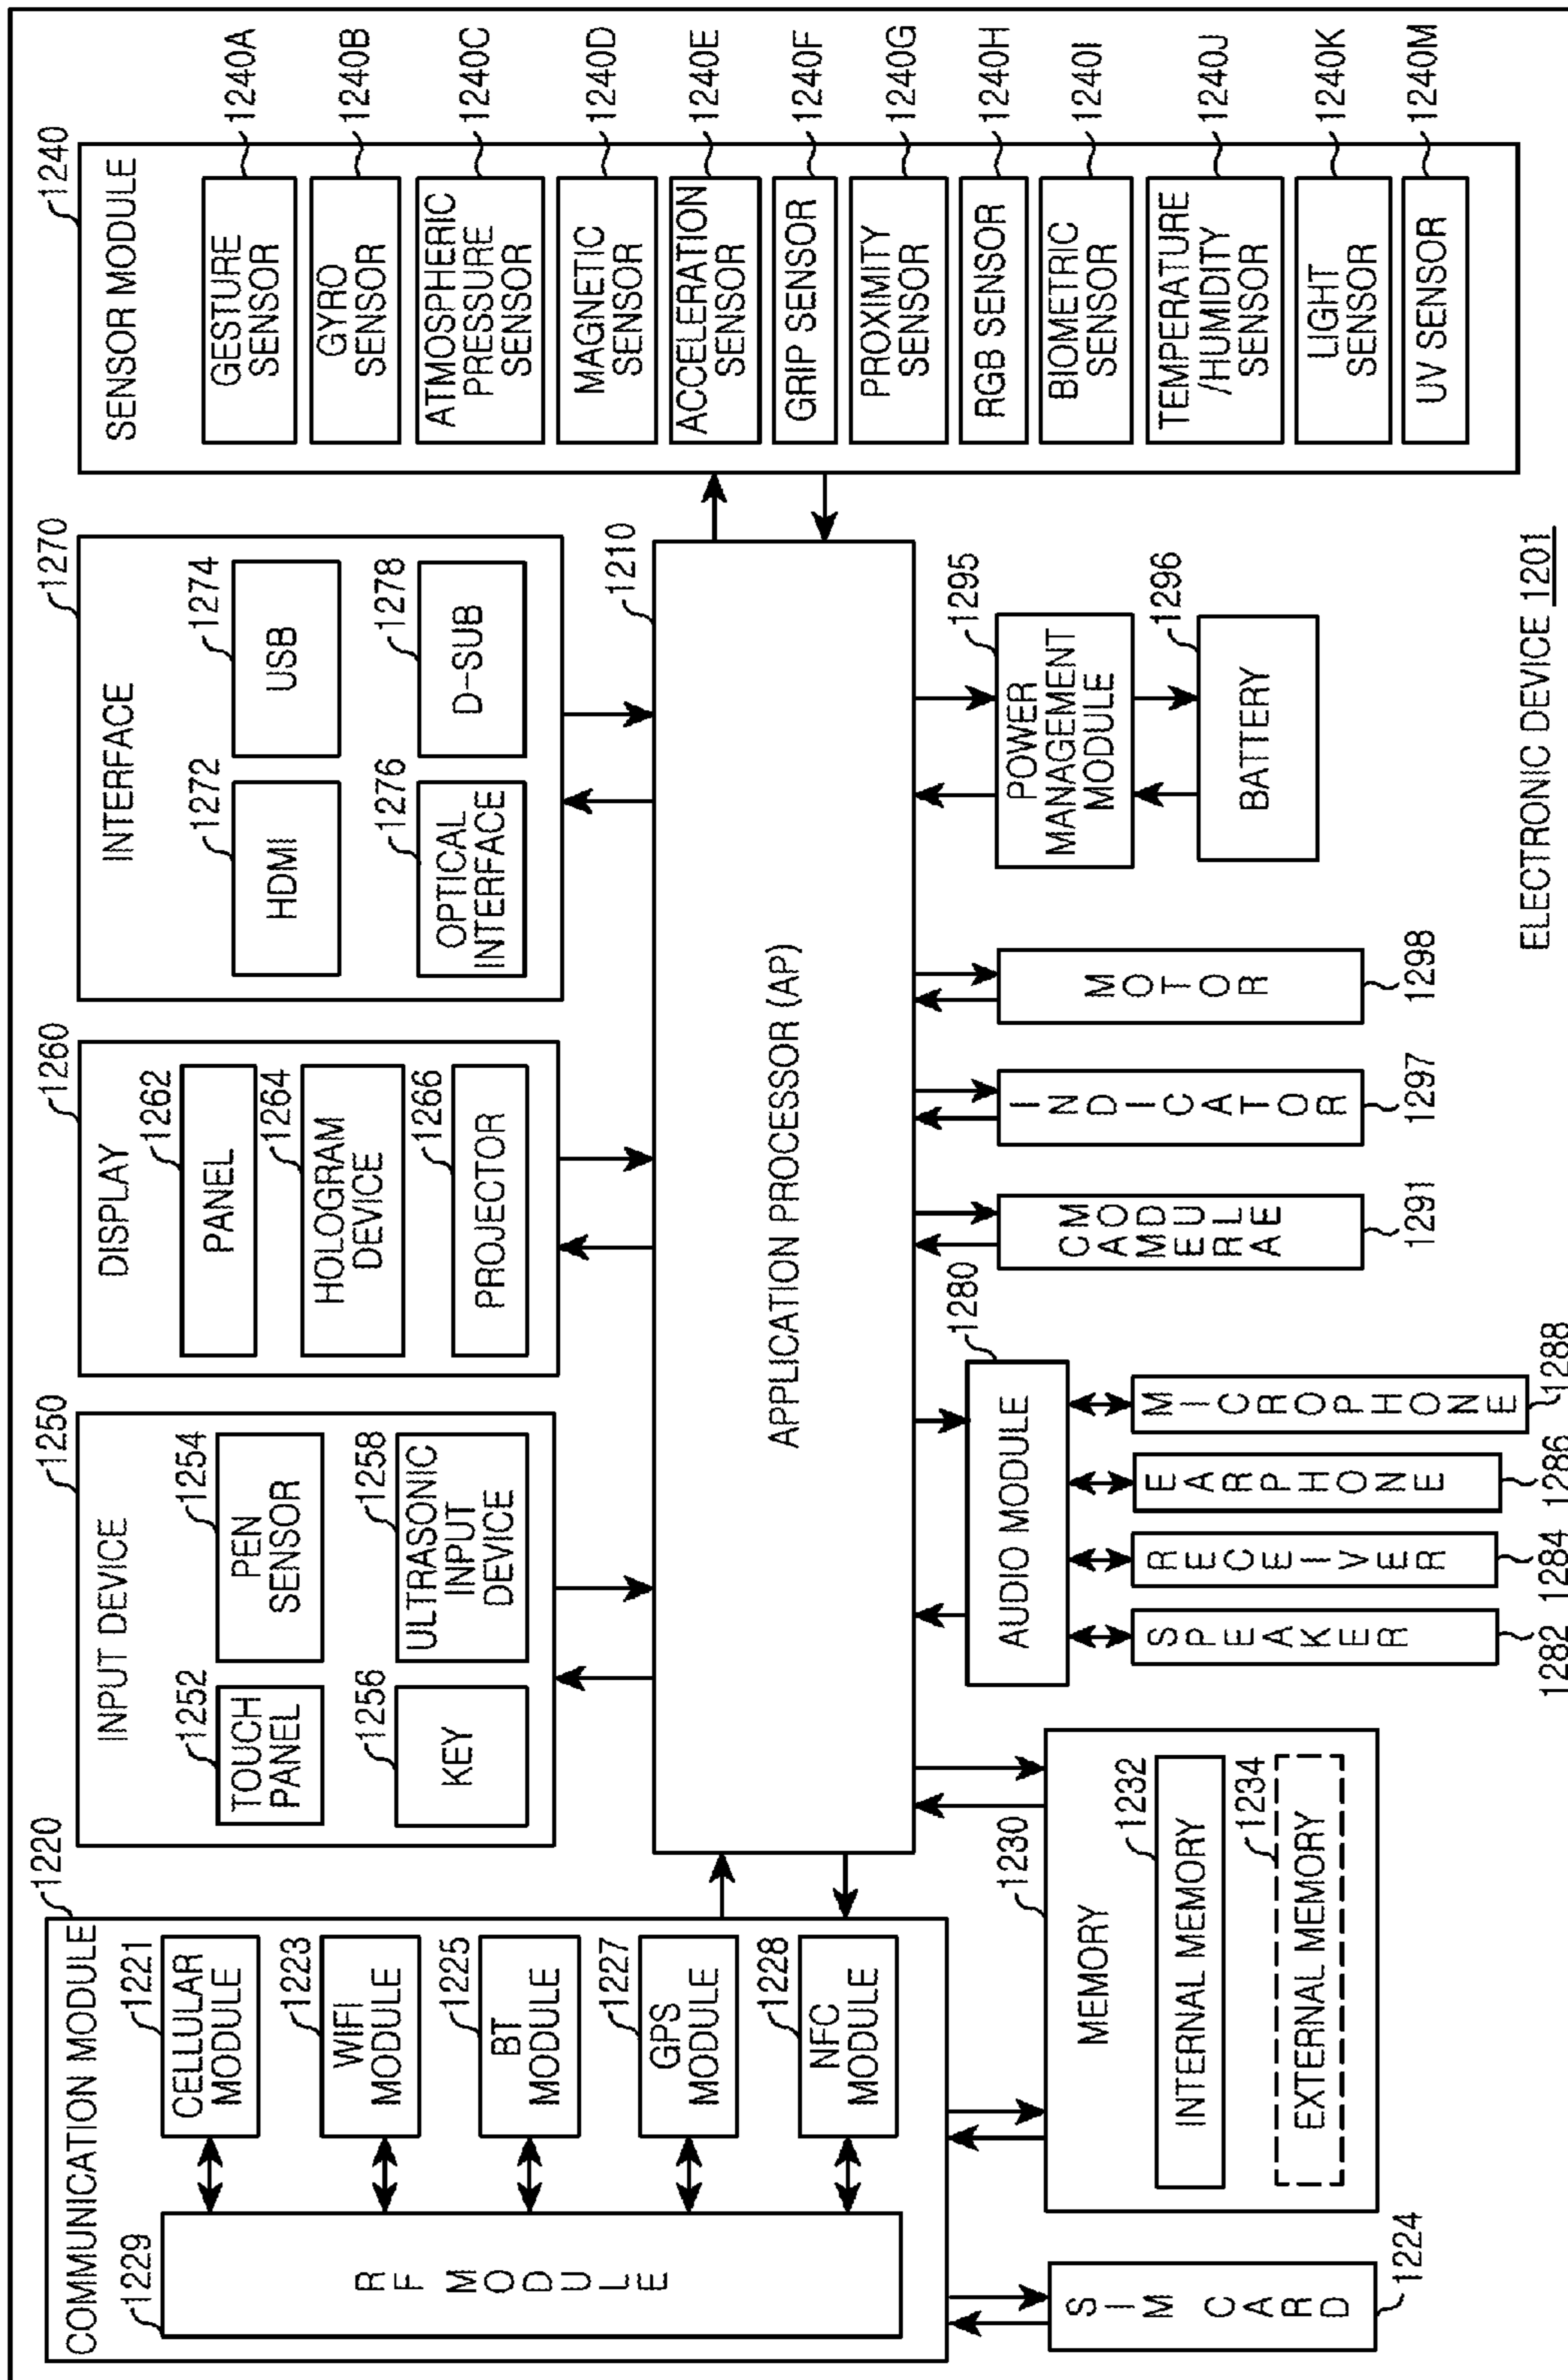 COMMUNICATION MODULE
1220
1229
RF MODULE
1221
CELLULAR
MODULE
1223
WIFI
MODULE
1225
BT
MODULE
1227
GPS
MODULE
1228
NFC
MODULE
INPUT DEVICE
1250
1252
TOUCH
PANEL
1254
PEN
SENSOR
1256
KEY
1258
ULTRASONIC
INPUT
DEVICE
DISPLAY
1260
1262
PANEL
1264
HOLOGRAM
DEVICE
1266
PROJECTOR
INTERFACE
1270
1272
HDMI
1274
USB
1276
OPTICAL
INTERFACE
1278
D-SUB
1240
SENSOR MODULE
GESTURE
SENSOR
1240A
GYRO
SENSOR
1240B
ATMOSPHERIC
PRESSURE
SENSOR
1240C
MAGNETIC
SENSOR
1240D
ACCELERATION
SENSOR
1240E
GRIP SENSOR
1240F
PROXIMITY
SENSOR
1240G
RGB SENSOR
1240H
BIOMETRIC
SENSOR
1240I
TEMPERATURE
/HUMIDITY
SENSOR
1240J
LIGHT
SENSOR
1240K
UV SENSOR
1240M
1210
APPLICATION PROCESSOR (AP)
SIM CARD
1224
1230
MEMORY
1232
INTERNAL MEMORY
1234
EXTERNAL MEMORY
1280
AUDIO MODULE
SPEAKER
1282
RECEIVER
1284
EARPHONE
1286
MICROPHONE
1288
CAMERA
MODULE
1291
INDICATOR
1297
MOTOR
1298
1295
POWER
MANAGEMENT
MODULE
1296
BATTERY
ELECTRONIC DEVICE 1201